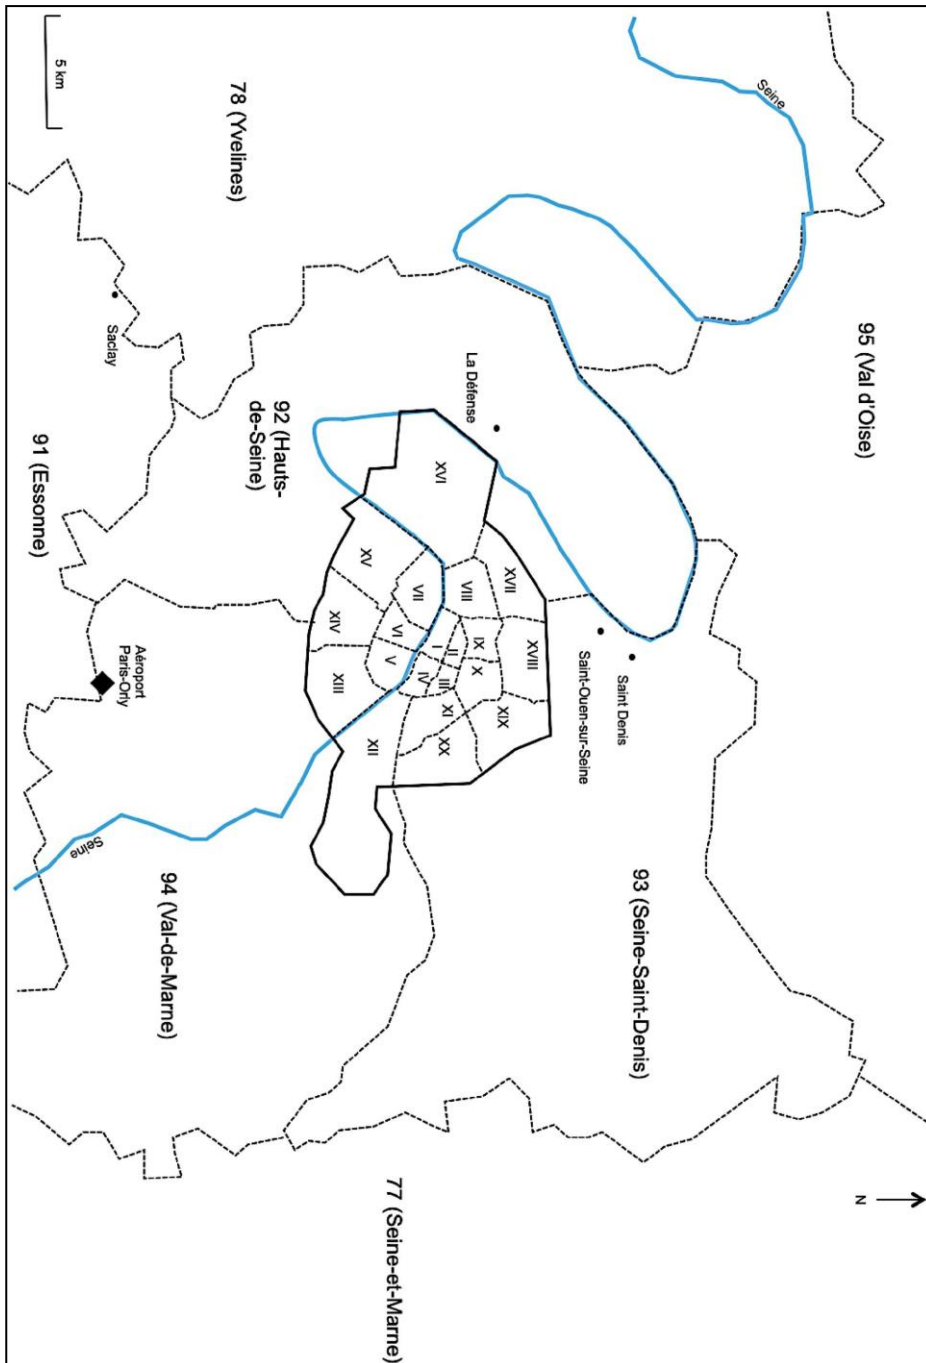 95 (Val d'Oise)
N
Seine
93 (Seine-Saint-Denis)
Saint Denis
Saint-Ouen-sur-Seine
XVII
XVIII
XIX
La Défense
VIII
IX
X
II
III
XI
XX
XVI
I
IV
VII
VI
V
77 (Seine-et-Marne)
XV
XIV
XIII
XII
92 (Hauts-
de-Seine)
78 (Yvelines)
94 (Val-de-Marne)
Saclay
Aéroport
Paris-Orly
Seine
5 km
91 (Essonne)